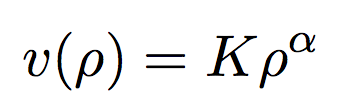 v(ρ) = Kρ^α